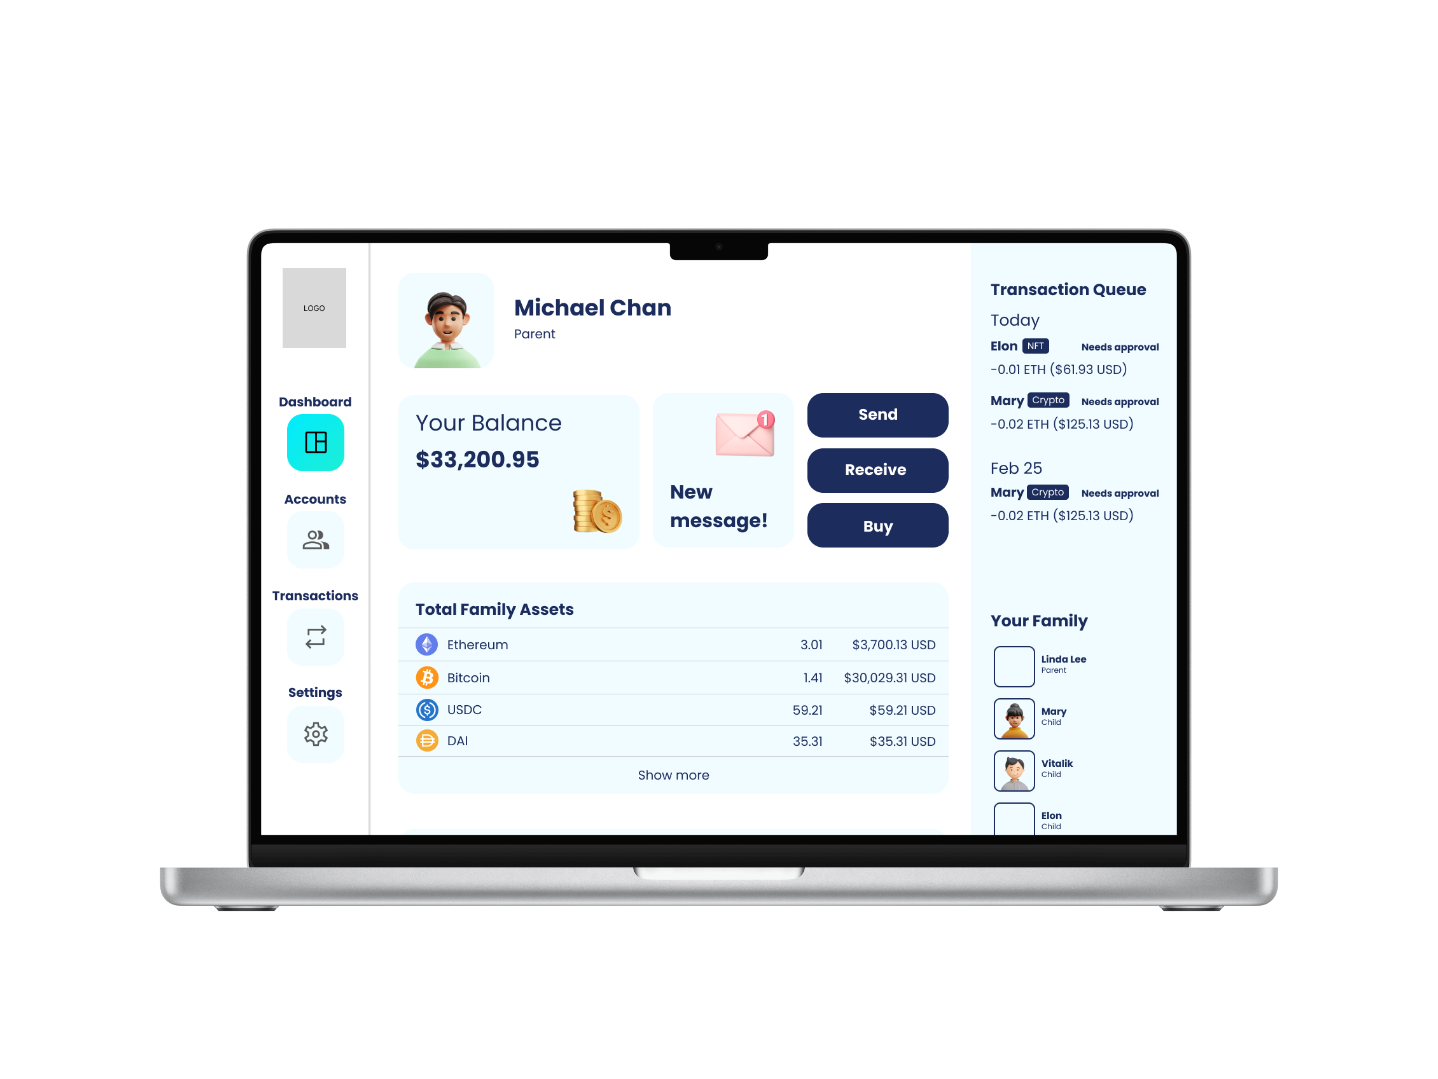 LOGO
Dashboard
Accounts
Transactions
Settings
Michael Chan
Parent
Your Balance
$33,200.95
1
New
message!
Send
Receive
Buy
Total Family Assets
Ethereum 3.01 $3,700.13 USD
Bitcoin 1.41 $30,029.31 USD
USDC 59.21 $59.21 USD
DAI 35.31 $35.31 USD
Show more
Transaction Queue
Today
Elon NFT Needs approval
-0.01 ETH ($61.93 USD)
Mary Crypto Needs approval
-0.02 ETH ($125.13 USD)
Feb 25
Mary Crypto Needs approval
-0.02 ETH ($125.13 USD)
Your Family
Linda Lee
Parent
Mary
Child
Vitalik
Child
Elon
Child